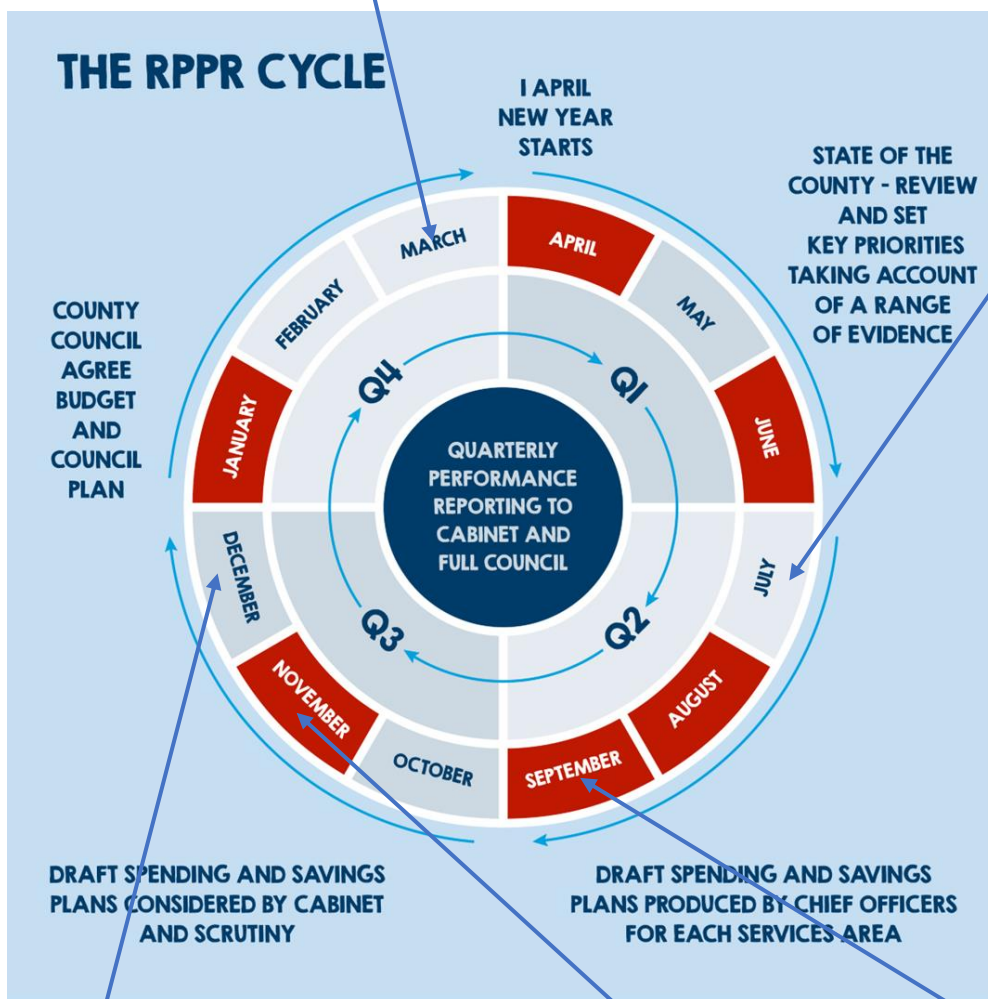 THE RPPR CYCLE
1 APRIL
NEW YEAR
STARTS
STATE OF THE
COUNTY - REVIEW
AND SET
KEY PRIORITIES
TAKING ACCOUNT
OF A RANGE
OF EVIDENCE
COUNTY
COUNCIL
AGREE
BUDGET
AND
COUNCIL
PLAN
APRIL
MAY
JUNE
JULY
AUGUST
SEPTEMBER
OCTOBER
NOVEMBER
DECEMBER
JANUARY
FEBRUARY
MARCH
Q1
Q2
Q3
Q4
QUARTERLY
PERFORMANCE
REPORTING TO
CABINET AND
FULL COUNCIL
DRAFT SPENDING AND SAVINGS
PLANS CONSIDERED BY CABINET
AND SCRUTINY
DRAFT SPENDING AND SAVINGS
PLANS PRODUCED BY CHIEF OFFICERS
FOR EACH SERVICES AREA